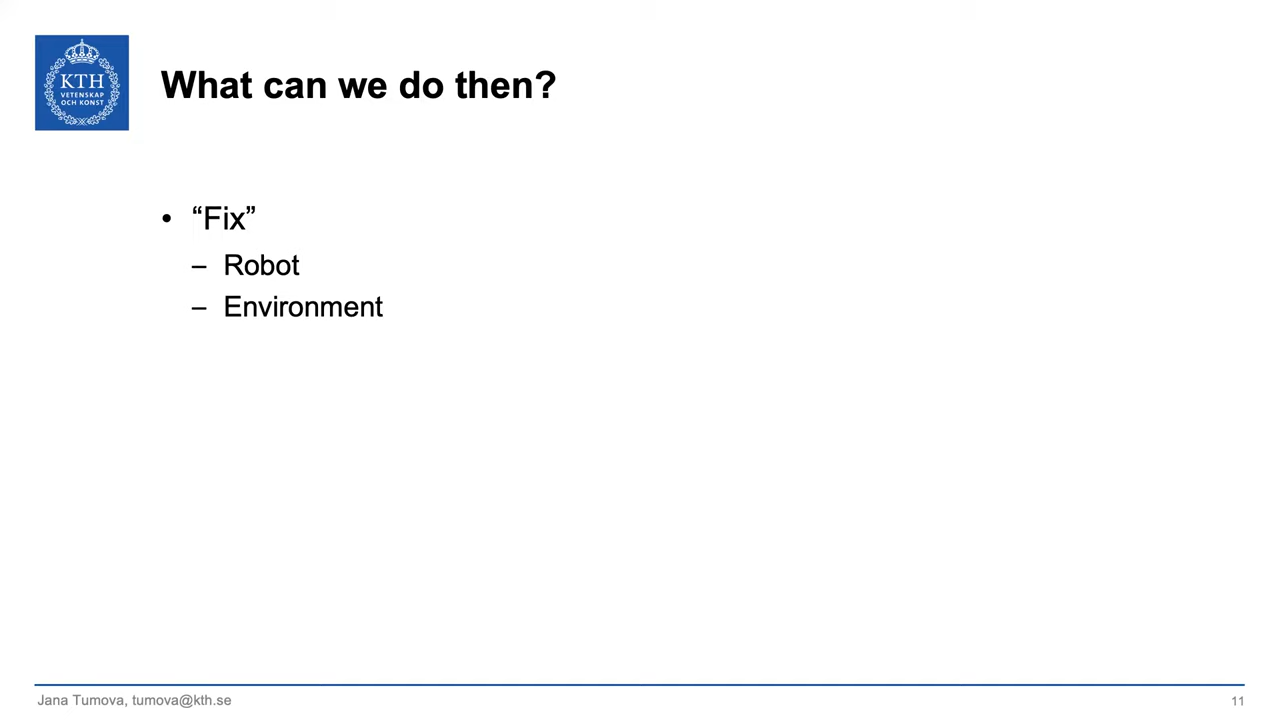 KTH
VETENSKAP
OCH KONST
What can we do then?
• “Fix”
– Robot
– Environment
Jana Tumova, tumova@kth.se
11